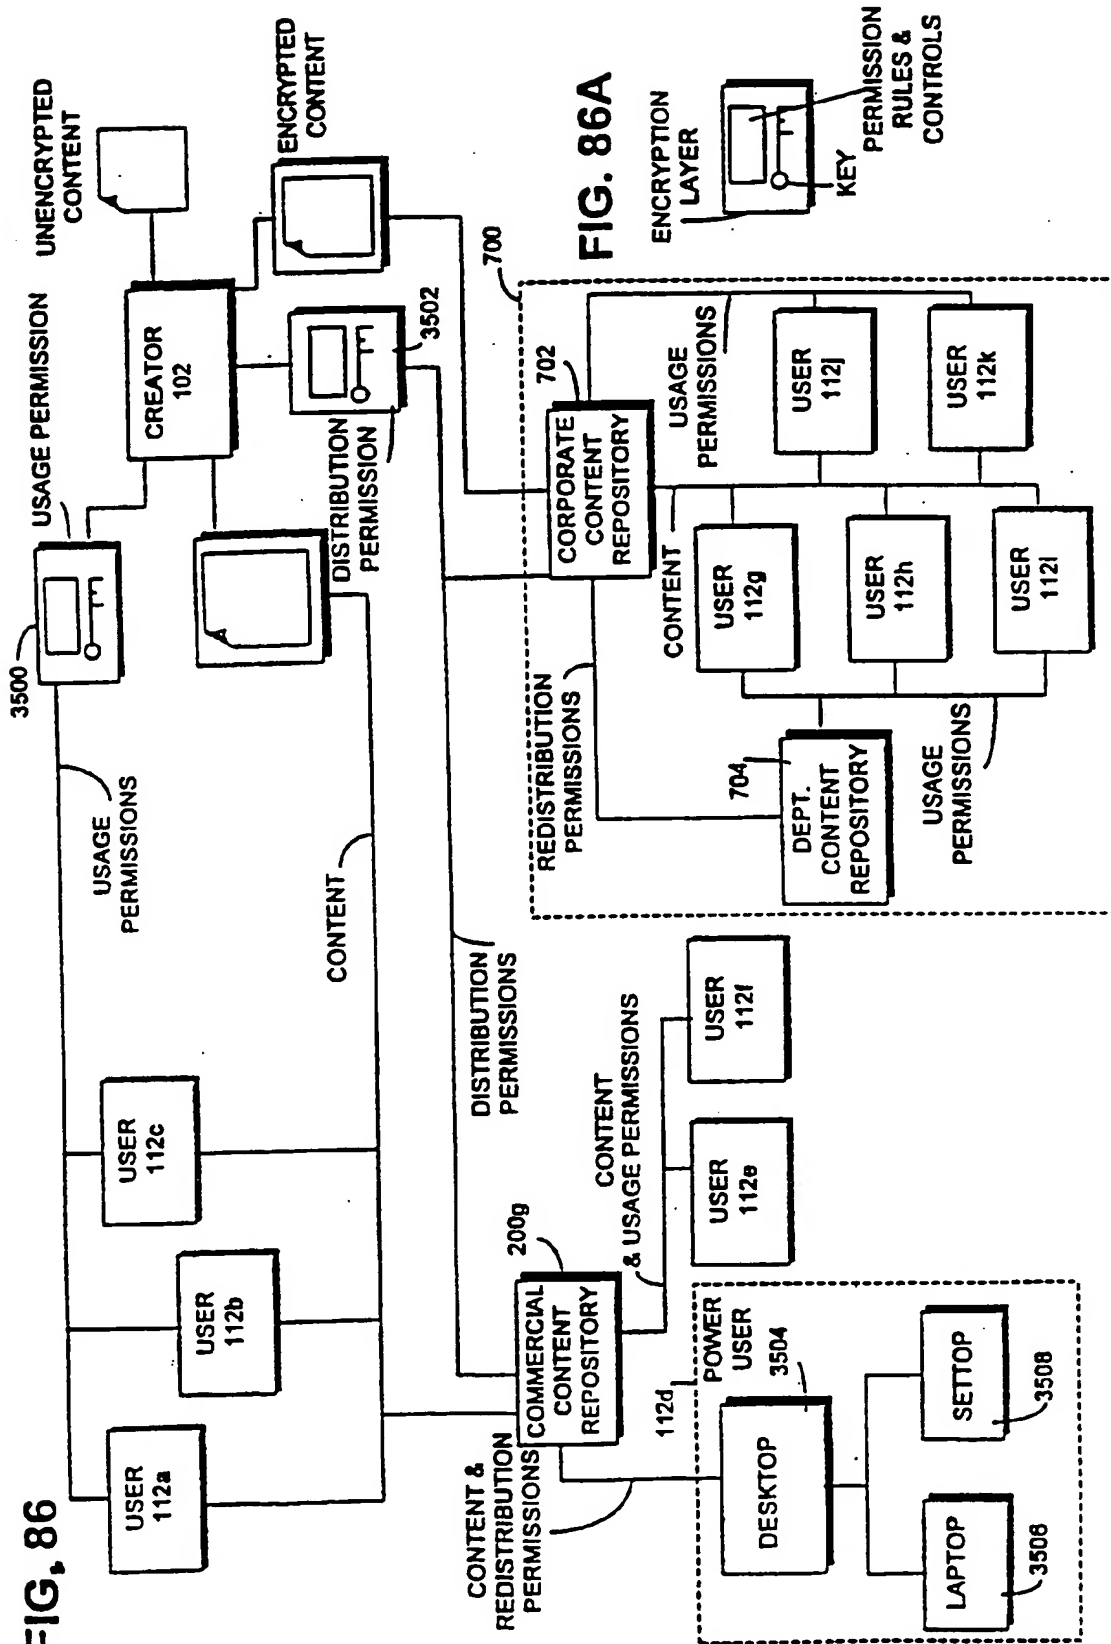 FIG. 86
USER
112a
USER
112b
USER
112c
USAGE
PERMISSIONS
3500
USAGE PERMISSION
CREATOR
102
UNENCRYPTED
CONTENT
ENCRYPTED
CONTENT
CONTENT
DISTRIBUTION
PERMISSION
3502
DISTRIBUTION
PERMISSIONS
CONTENT &
REDISTRIBUTION
PERMISSIONS
COMMERCIAL
CONTENT
REPOSITORY
200g
CONTENT
& USAGE PERMISSIONS
USER
112e
USER
112f
112d
POWER
USER
3504
DESKTOP
LAPTOP
3506
SETTOP
3508
700
CORPORATE
CONTENT
REPOSITORY
702
REDISTRIBUTION
PERMISSIONS
704
DEPT.
CONTENT
REPOSITORY
CONTENT
USAGE
PERMISSIONS
USER
112g
USER
112h
USER
112i
USER
112j
USER
112k
USAGE
PERMISSIONS
FIG. 86A
ENCRYPTION
LAYER
KEY
PERMISSION
RULES &
CONTROLS